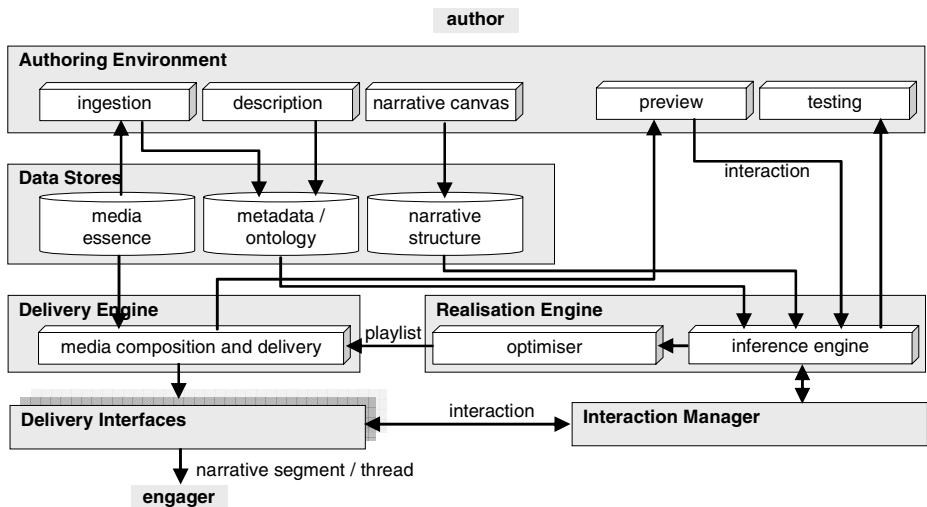 author
Authoring Environment
ingestion
description
narrative canvas
preview
testing
interaction
Data Stores
media
essence
metadata /
ontology
narrative
structure
Delivery Engine
media composition and delivery
playlist
Realisation Engine
optimiser
inference engine
Delivery Interfaces
interaction
Interaction Manager
narrative segment / thread
engager